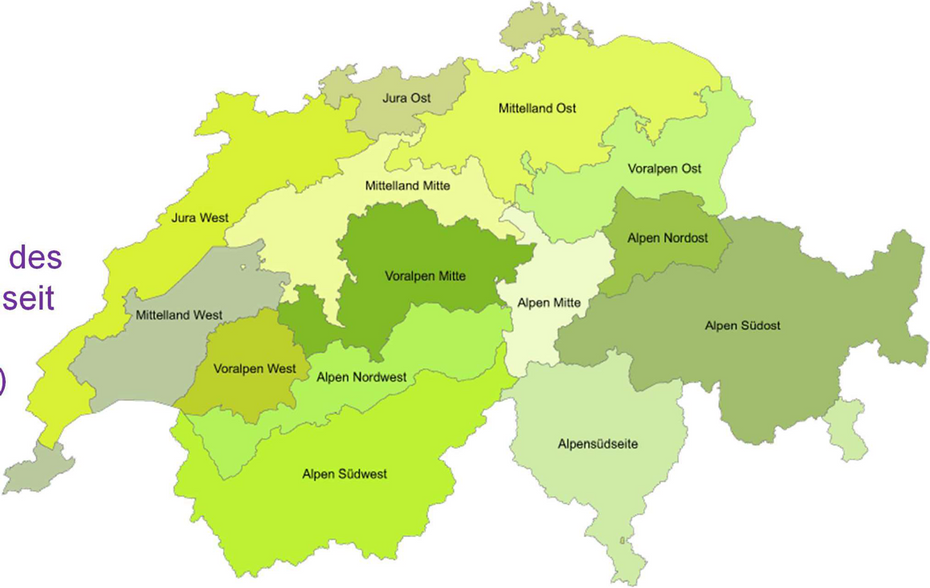 des
seit
)
Jura Ost
Mittelland Ost
Voralpen Ost
Mittelland Mitte
Jura West
Alpen Nordost
Voralpen Mitte
Alpen Mitte
Mittelland West
Alpen Südost
Voralpen West
Alpen Nordwest
Alpensüdseite
Alpen Südwest